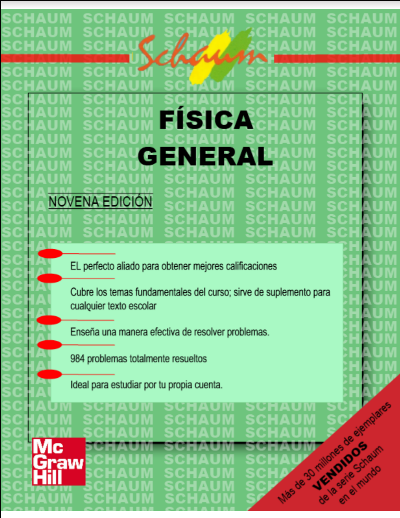 SCHAUM SCHAUM SCHAUM SCHAUM SCHAUM SCHAUM
Schaum
FÍSICA
GENERAL
NOVENA EDICIÓN
EL perfecto aliado para obtener mejores calificaciones
Cubre los temas fundamentales del curso; sirve de suplemento para
cualquier texto escolar
Enseña una manera efectiva de resolver problemas.
984 problemas totalmente resueltos
Ideal para estudiar por tu propia cuenta.
Mc
Graw
Hill
Más de 30 millones de ejemplares
VENDIDOS
de la serie Schaum
en el mundo